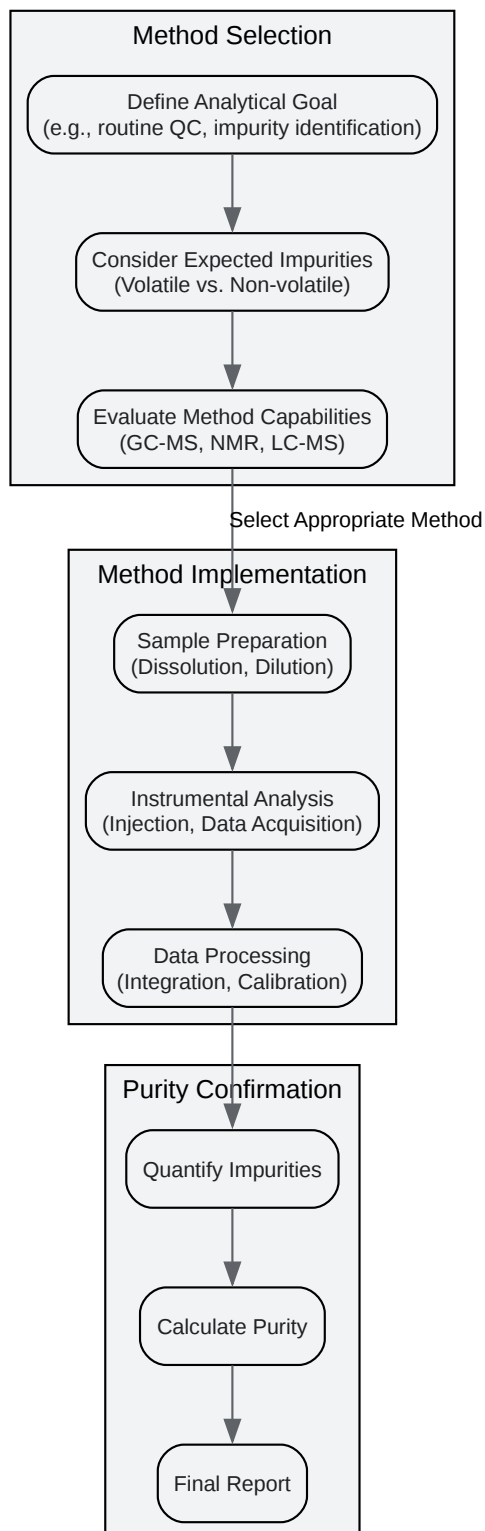 Method Selection
Define Analytical Goal
(e.g., routine QC, impurity identification)
Consider Expected Impurities
(Volatile vs. Non-volatile)
Evaluate Method Capabilities
(GC-MS, NMR, LC-MS)
Select Appropriate Method
Method Implementation
Sample Preparation
(Dissolution, Dilution)
Instrumental Analysis
(Injection, Data Acquisition)
Data Processing
(Integration, Calibration)
Purity Confirmation
Quantify Impurities
Calculate Purity
Final Report